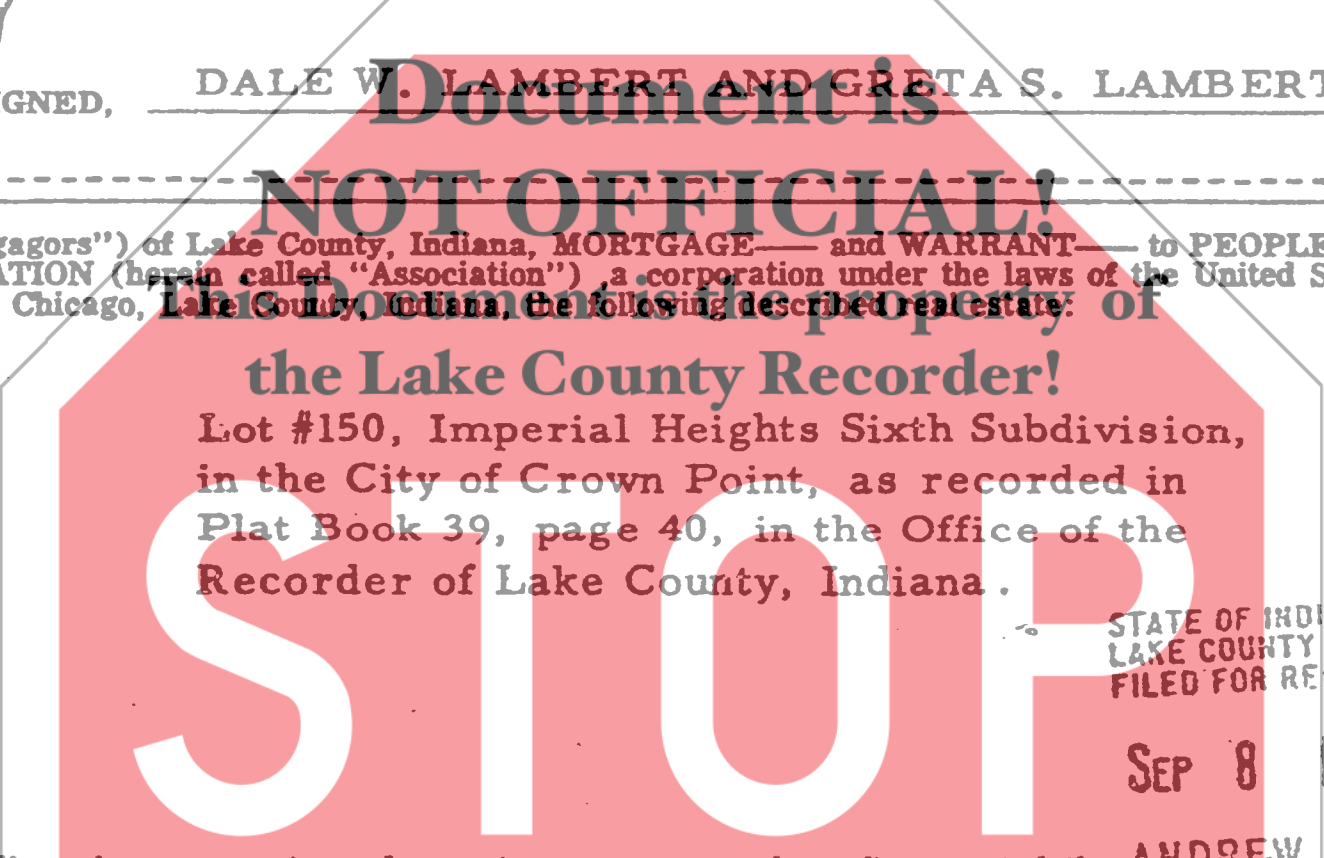 IGNED, DALE W. LAMBERT AND GRETA S. LAMBERT
Document is
NOT OFFICIAL!
gagors") of Lake County, Indiana, MORTGAGE—— and WARRANT—— to PEOPLE
ATION (herein called "Association") , a corporation under the laws of the United S
Chicago, Lake County, Indiana, the following described real estate:
This Document is the property of
the Lake County Recorder!
Lot #150, Imperial Heights Sixth Subdivision,
in the City of Crown Point, as recorded in
Plat Book 39, page 40, in the Office of the
Recorder of Lake County, Indiana.
STOP
STATE OF INDI
LAKE COUNTY
FILED FOR RE
SEP 8
ANDREW